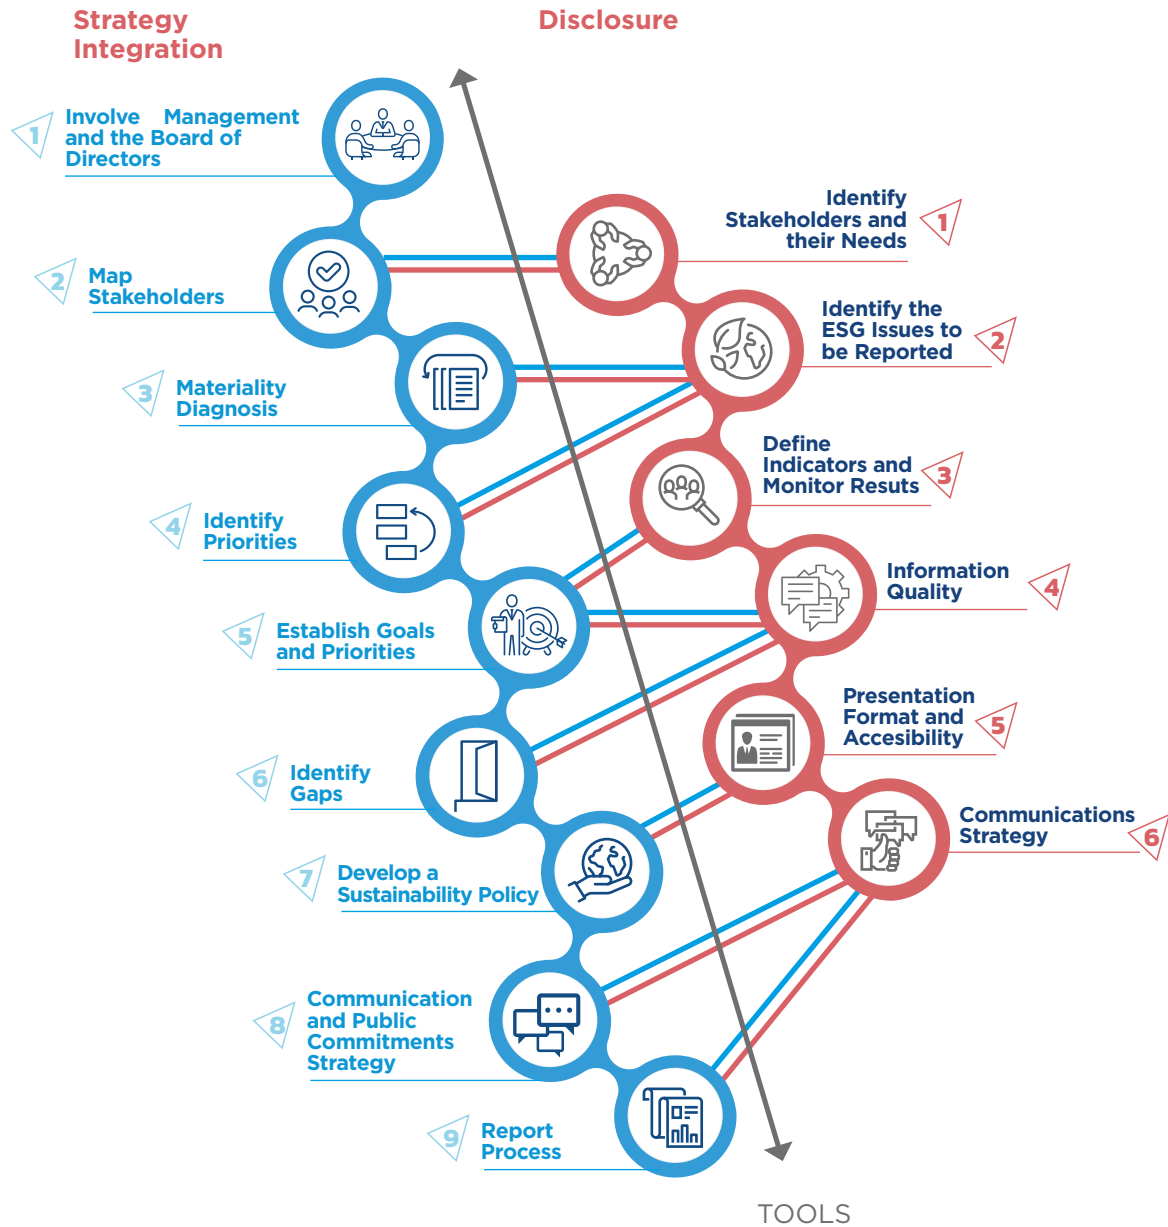 Strategy
Integration
Disclosure
1
Involve Management
and the Board of
Directors
2
Map
Stakeholders
3
Materiality
Diagnosis
4
Identify
Priorities
5
Establish Goals
and Priorities
6
Identify
Gaps
7
Develop a
Sustainability Policy
8
Communication
and Public
Commitments
Strategy
9
Report
Process
Identify
Stakeholders and
their Needs
1
Identify the
ESG Issues to
be Reported
2
Define
Indicators and
Monitor Resuts
3
Information
Quality
4
Presentation
Format and
Accesibility
5
Communications
Strategy
6
TOOLS